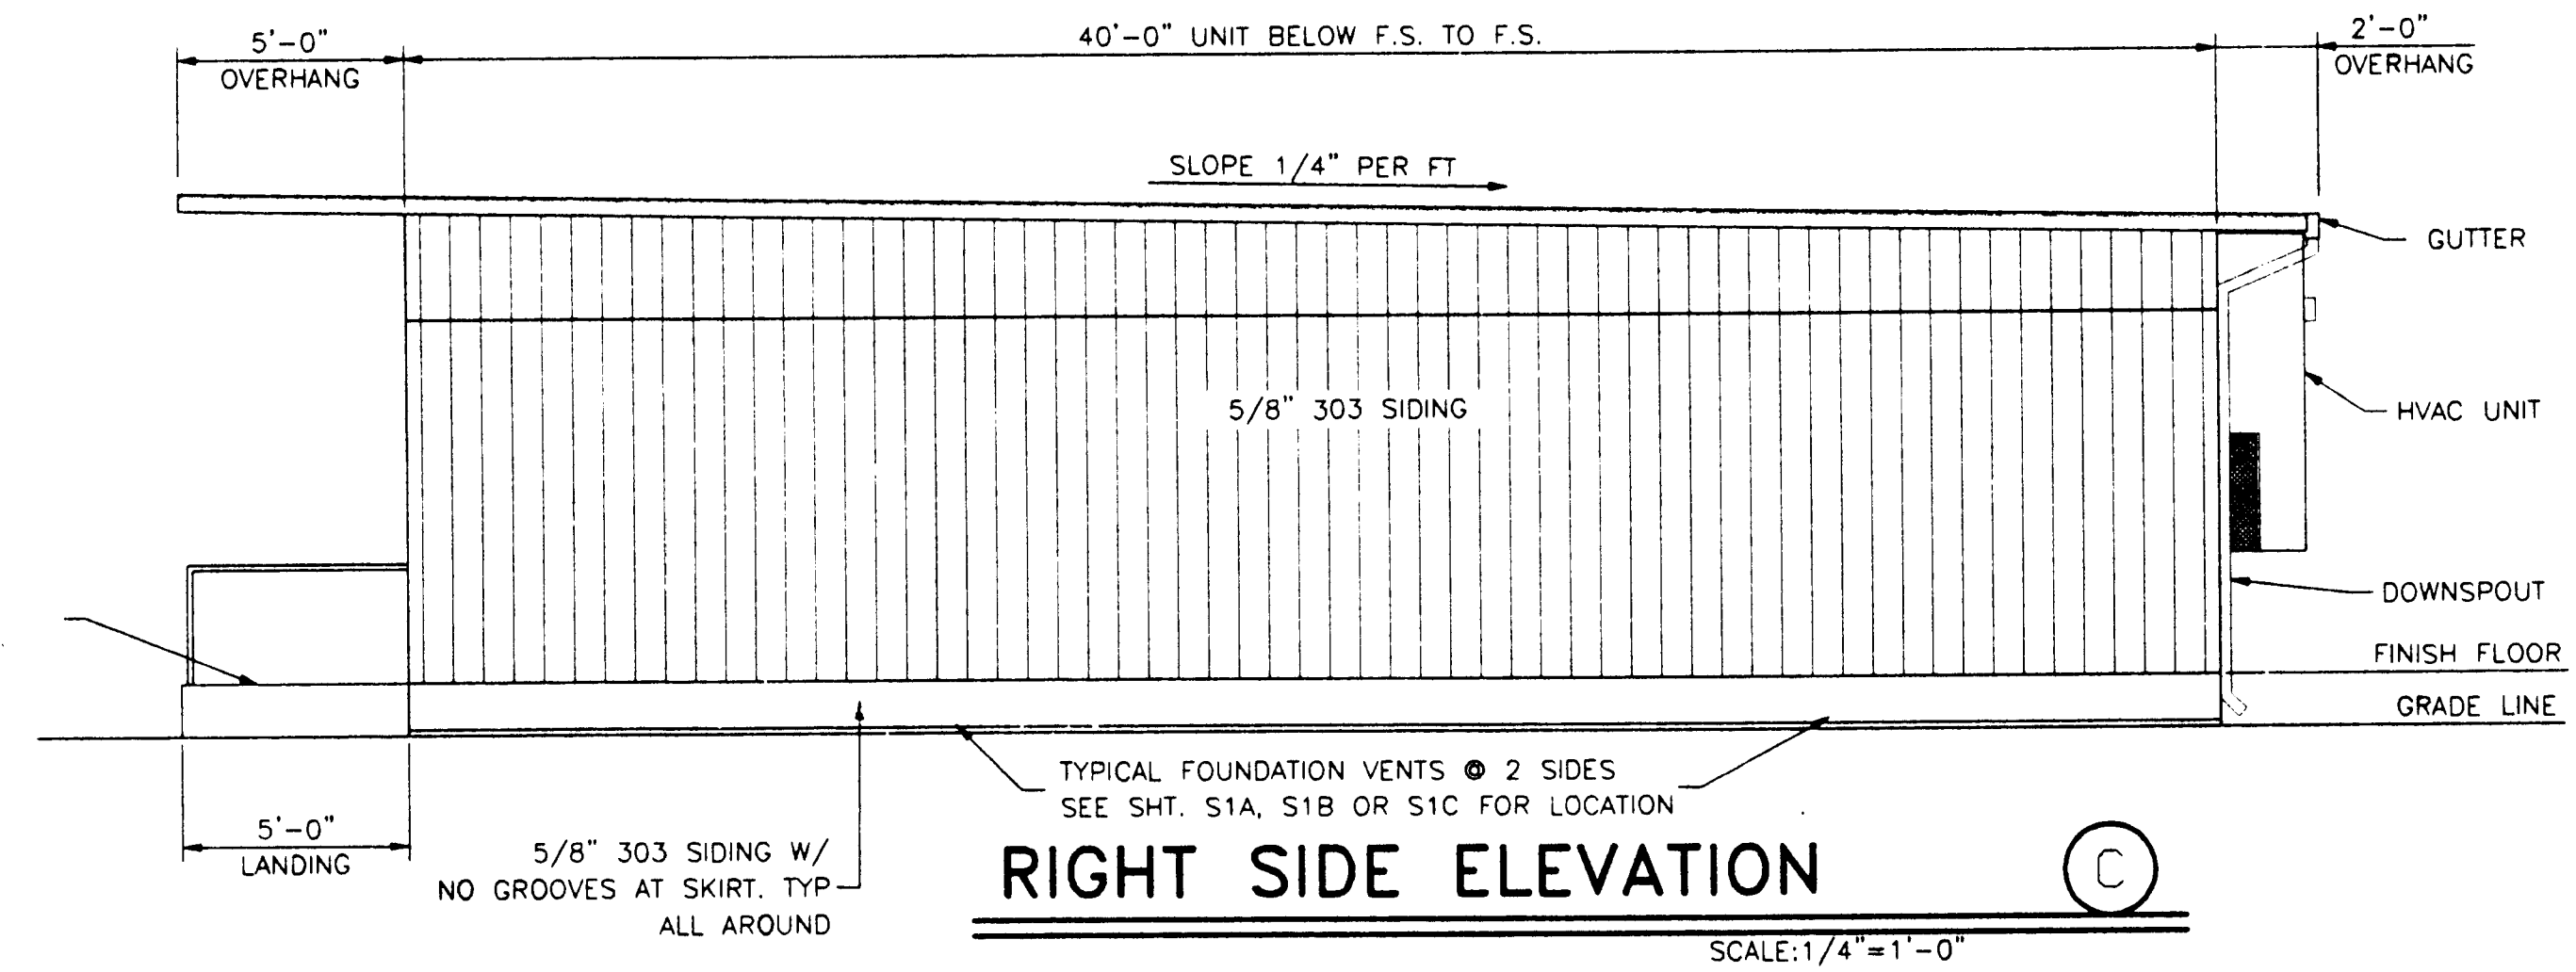 5'-0"
OVERHANG
40'-0" UNIT BELOW F.S. TO F.S.
2'-0"
OVERHANG
SLOPE 1/4" PER FT
GUTTER
5/8" 303 SIDING
HVAC UNIT
DOWNSPOUT
FINISH FLOOR
GRADE LINE
TYPICAL FOUNDATION VENTS @ 2 SIDES
SEE SHT. S1A, S1B OR S1C FOR LOCATION
5'-0"
LANDING
5/8" 303 SIDING W/
NO GROOVES AT SKIRT. TYP
ALL AROUND
RIGHT SIDE ELEVATION
C
SCALE:1/4"=1'-0"